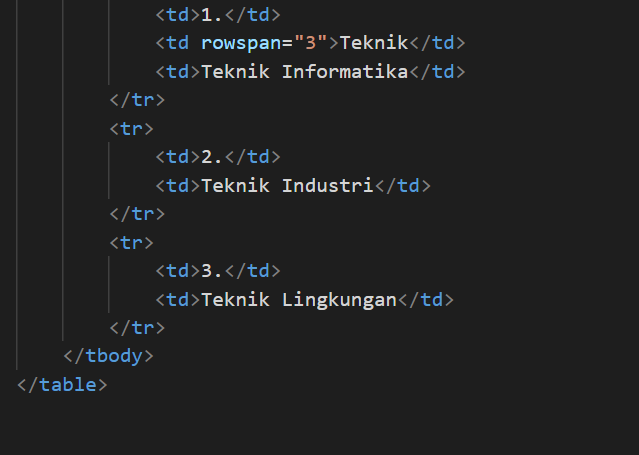 <td>1.</td>
<td rowspan="3">Teknik</td>
<td>Teknik Informatika</td>
</tr>
<tr>
<td>2.</td>
<td>Teknik Industri</td>
</tr>
<tr>
<td>3.</td>
<td>Teknik Lingkungan</td>
</tr>
</tbody>
</table>